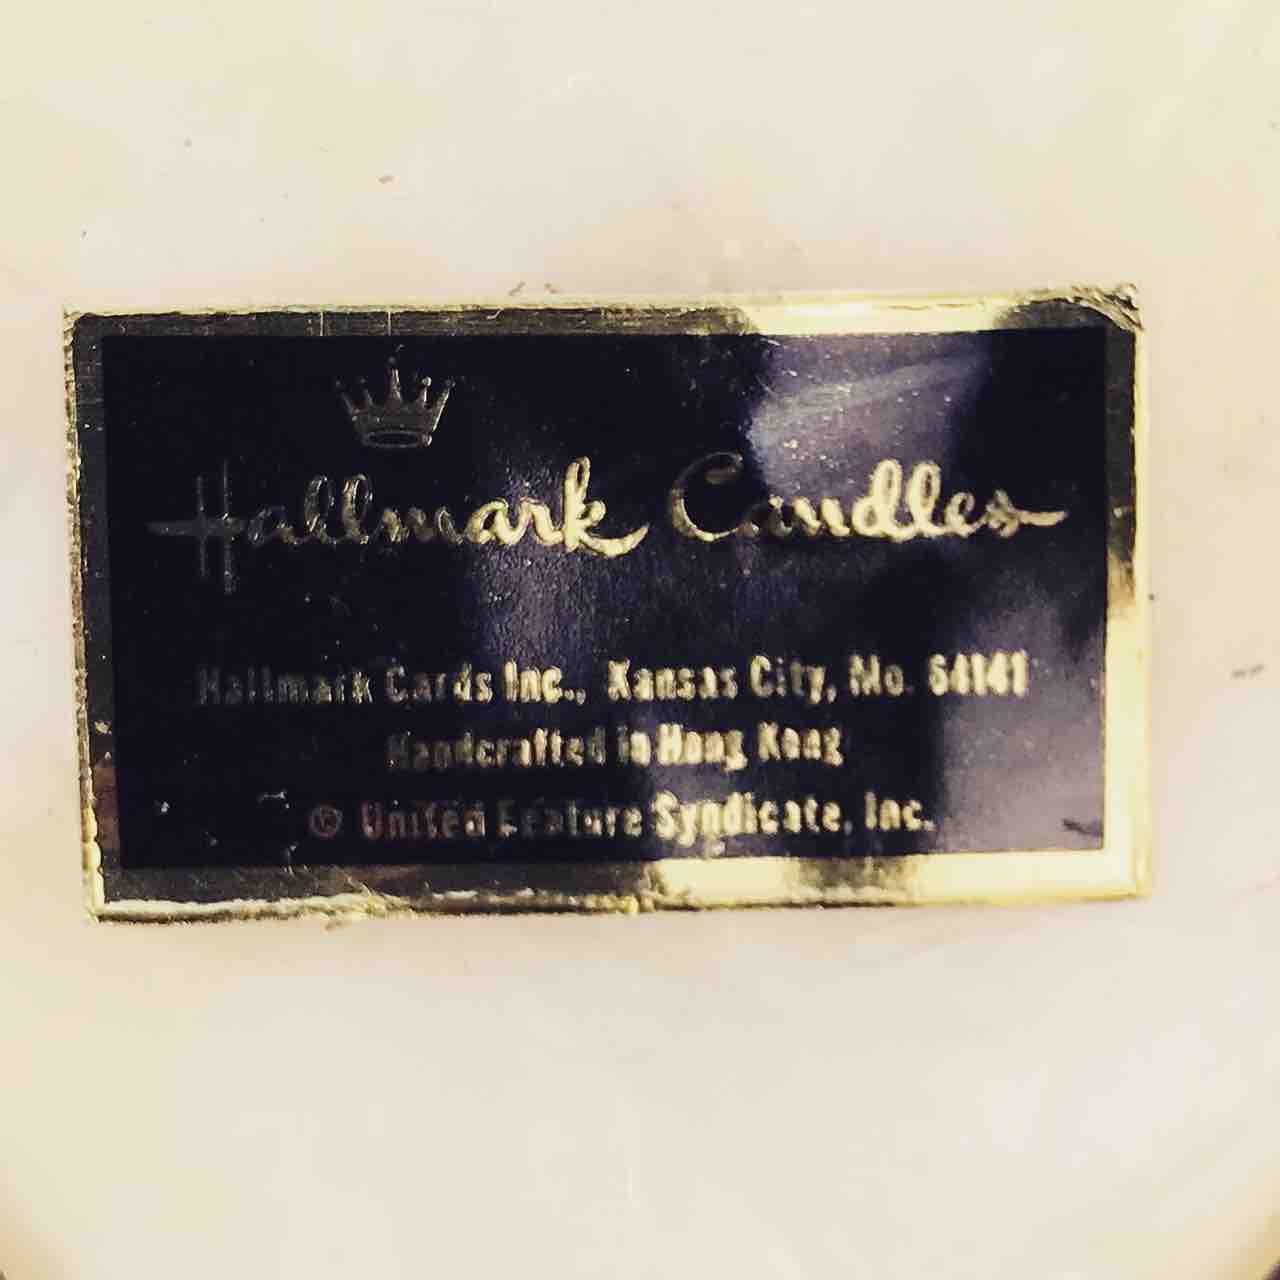 Hallmark Candles
Hallmark Cards Inc., Kansas City, Mo. 64141
Handcrafted in Hong Kong
© United Feature Syndicate, Inc.